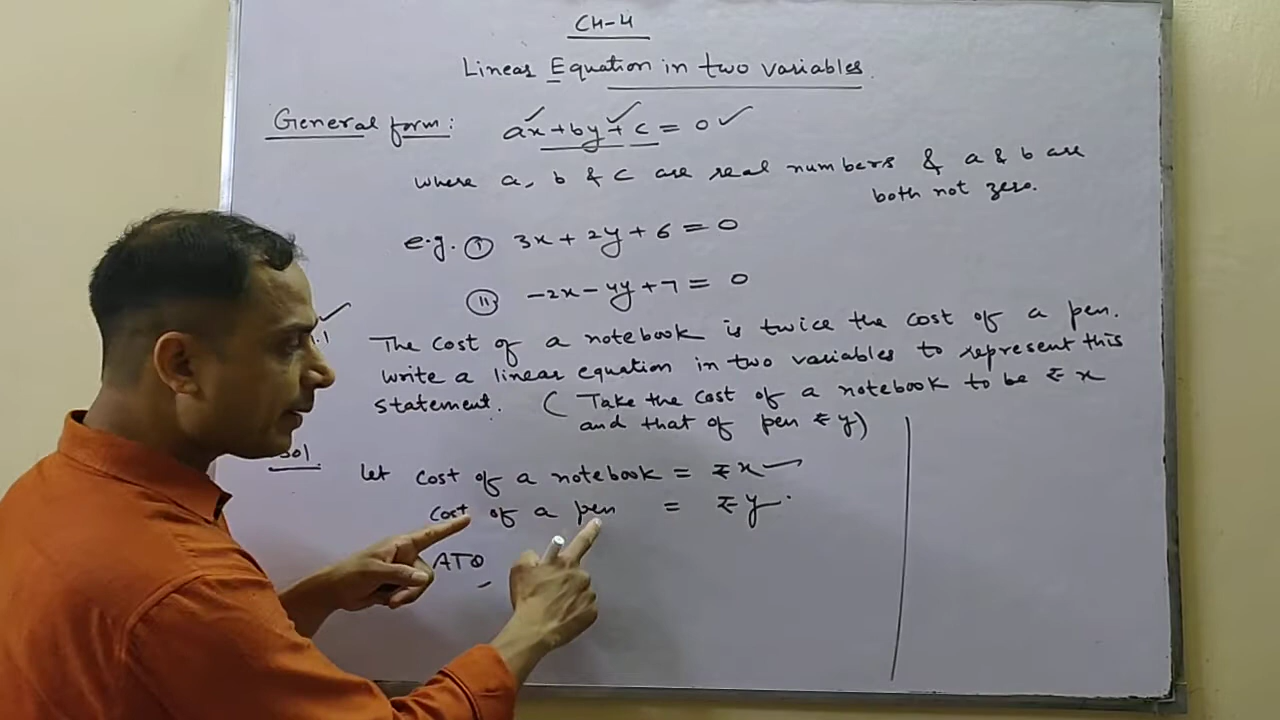 CH-4
Linear Equation in two variables.
General form: ax+by+c=0
where a, b & c are real numbers & a & b are
both not zero.
e.g. (I) 3x+2y+6=0
(II) -2x-4y+7=0
.1 The cost of a notebook is twice the cost of a pen.
write a linear equation in two variables to represent this
statement. (Take the cost of a notebook to be ₹ x
and that of pen ₹ y)
Sol.
Let cost of a notebook = ₹x
cost of a pen = ₹y.
ATQ